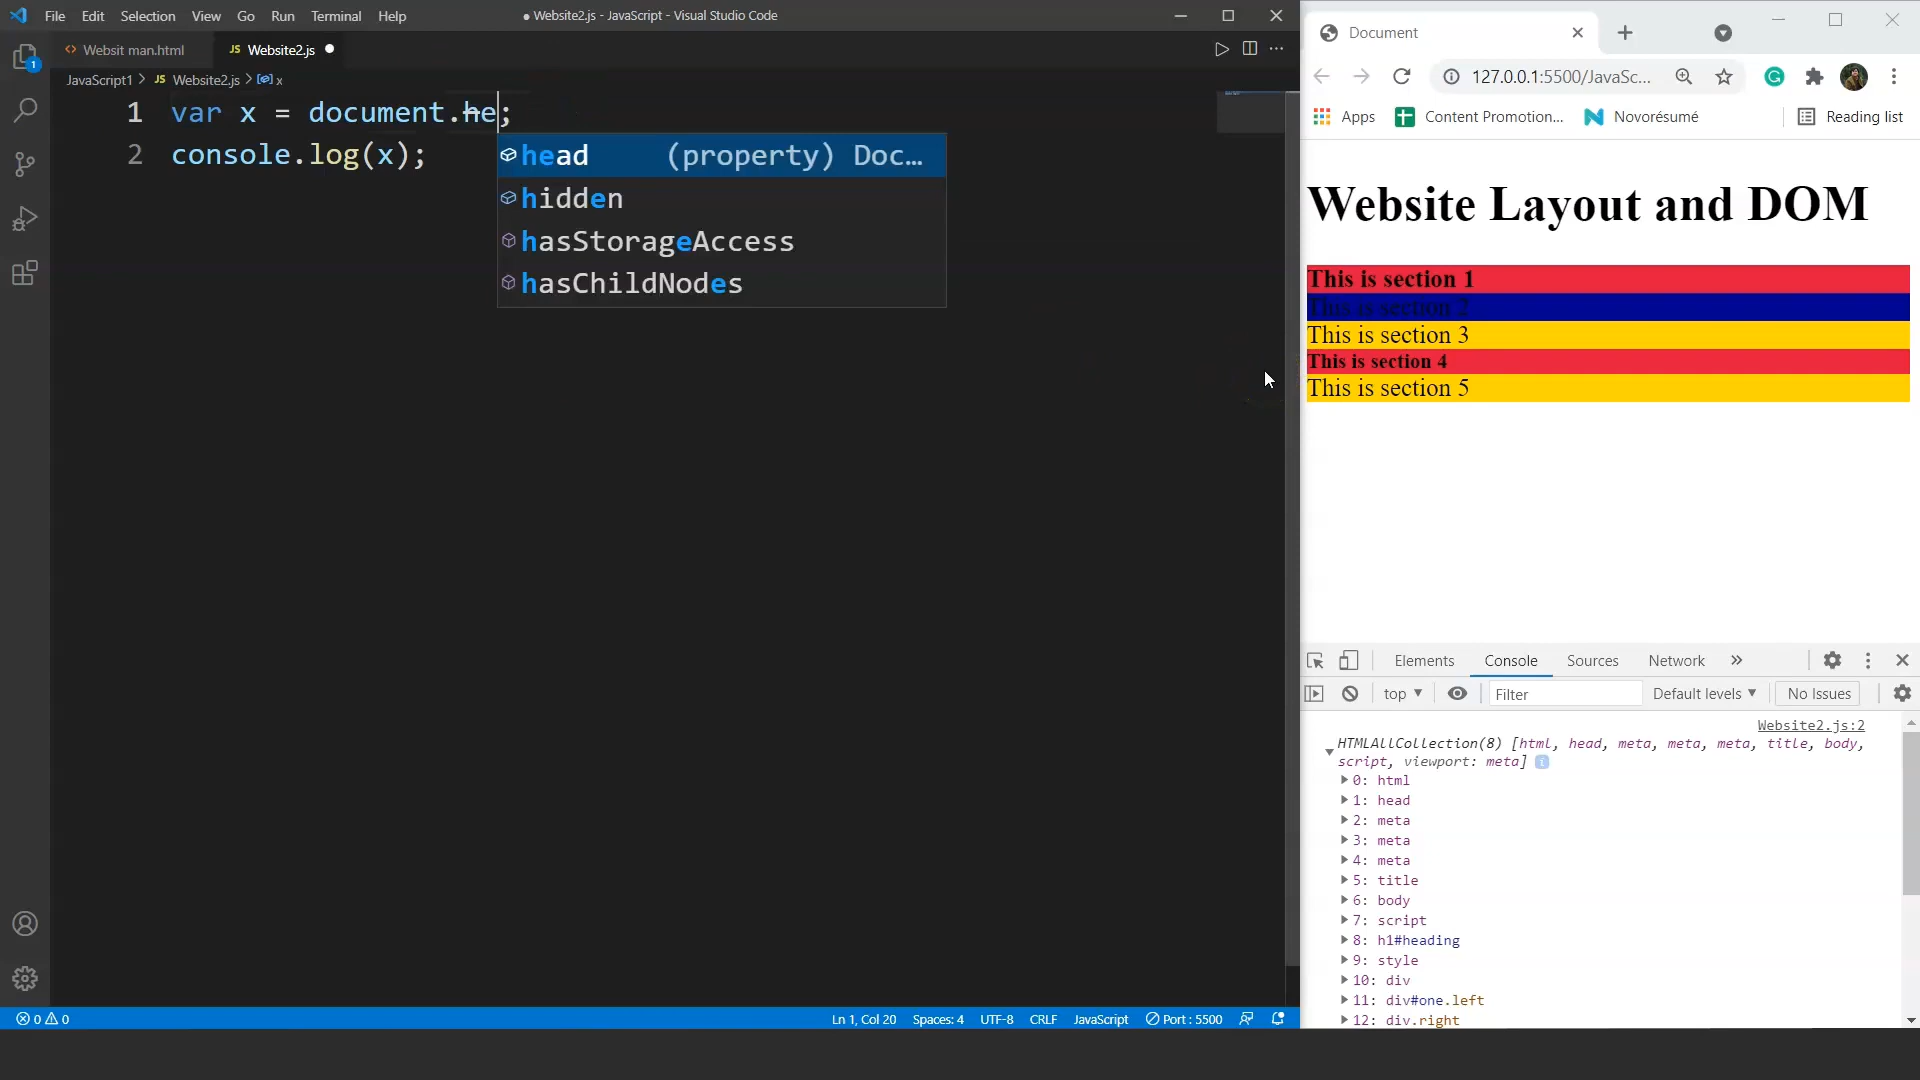 File Edit Selection View Go Run Terminal Help
● Website2.js - JavaScript - Visual Studio Code
<> Websit man.html
JS Website2.js ●
JavaScript1 > JS Website2.js > x
1 var x = document.he;
2 console.log(x);
head (property) Doc…
hidden
hasStorageAccess
hasChildNodes
1
0 0
Ln 1, Col 20 Spaces: 4 UTF-8 CRLF JavaScript Port : 5500
Document
127.0.0.1:5500/JavaSc...
Apps Content Promotion... Novorésumé Reading list
Website Layout and DOM
This is section 1
This is section 2
This is section 3
This is section 4
This is section 5
Elements Console Sources Network »
top ▼ Filter Default levels ▼ No Issues
Website2.js:2
HTMLAllCollection(8) [html, head, meta, meta, meta, title, body,
script, viewport: meta] i
0: html
1: head
2: meta
3: meta
4: meta
5: title
6: body
7: script
8: h1#heading
9: style
10: div
11: div#one.left
12: div.right